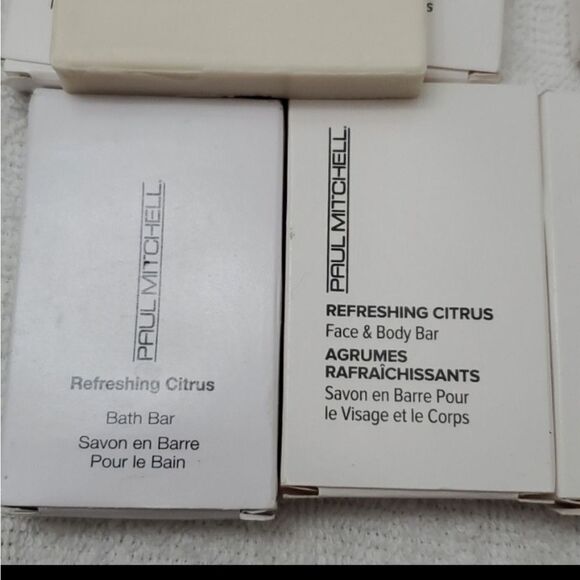 PAUL MITCHELL
Refreshing Citrus
Bath Bar
Savon en Barre
Pour le Bain
PAUL MITCHELL
REFRESHING CITRUS
Face & Body Bar
AGRUMES
RAFRAÎCHISSANTS
Savon en Barre Pour
le Visage et le Corps